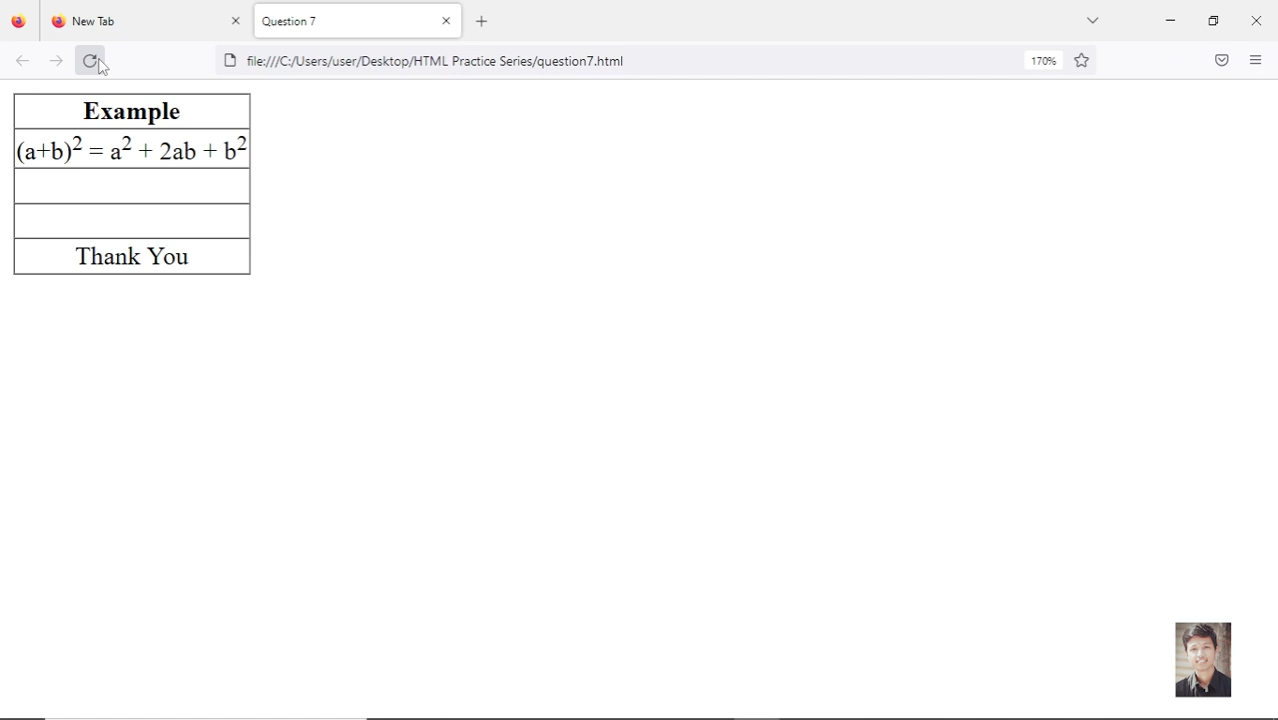 New Tab
Question 7
file:///C:/Users/user/Desktop/HTML Practice Series/question7.html
170%
Example
(a+b)² = a² + 2ab + b²
Thank You